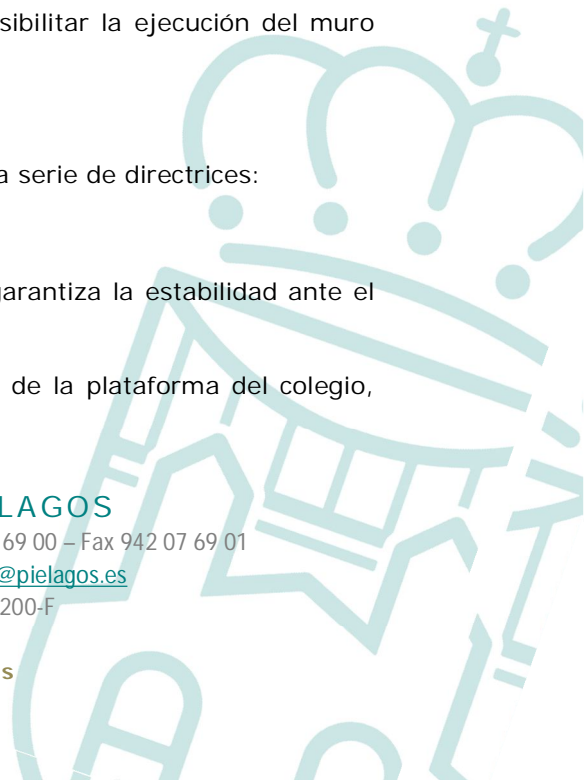 sibilitar la ejecución del muro
a serie de directrices:
garantiza la estabilidad ante el
de la plataforma del colegio,
LAGOS
69 00 – Fax 942 07 69 01
@pielagos.es
200-F
s